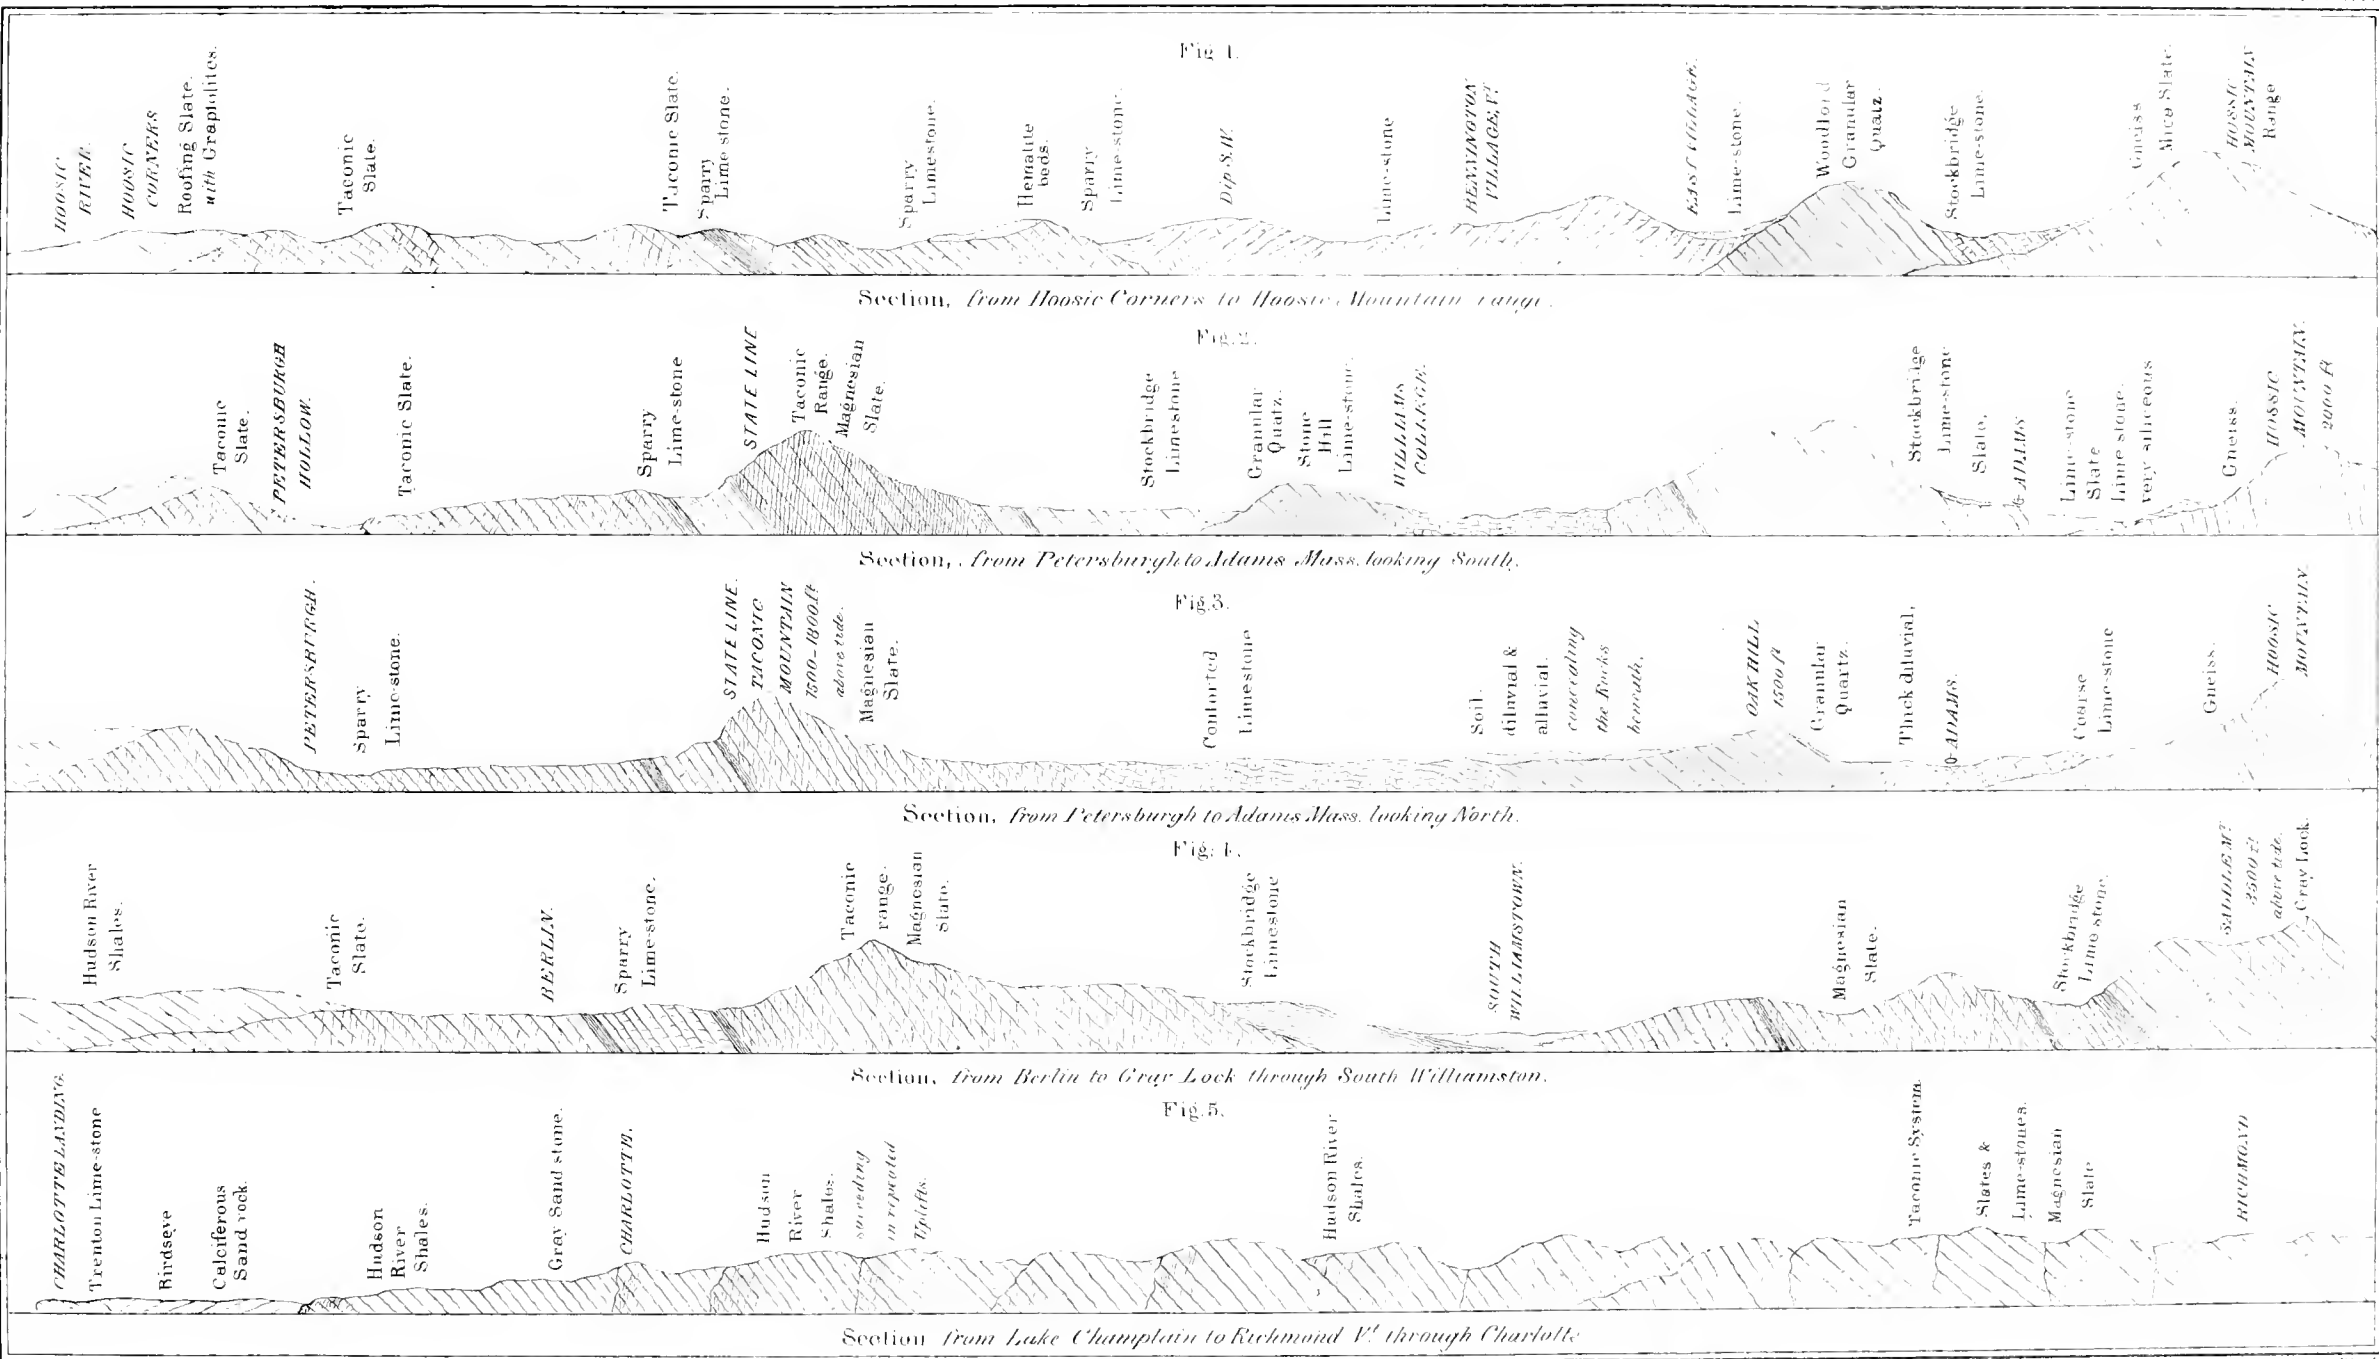 Fig 1.
HOOSIC
RIVER.
HOOSIC
CORNERS
Roofing Slate.
with Graptolites.
Taconic
Slate.
Taconic Slate.
Sparry
Lime stone.
Sparry
Limestone.
Hematite
beds.
Sparry
Lime-stone.
Dip S.W.
Lime-stone
BENNINGTON
VILLAGE, Vt
EAST VILLAGE.
Lime-stone.
Woodford
Granular
Quatz.
Stockbridge
Lime-stone.
Gneiss
Mica Slate.
HOSSIC
MOUNTAIN
Range
Section, from Hoosic Corners to Hoosic Mountain range.
Fig. 2.
Taconic
Slate.
PETERSBURGH
HOLLOW.
Taconic Slate.
Sparry
Lime-stone
STATE LINE
Taconic
Range.
Magnesian
Slate.
Stockbridge
Limestone
Granular
Quatz.
Stone
Hill
Lime-stone.
WILLIAMS
COLLEGE.
Stockbridge
Lime-stone
Slate.
ADAMS
Lime-stone
Slate
Lime stone.
very siliceous
Gneiss.
HOSSIC
MOUNTAIN.
2000 ft
Section, from Petersburgh to Adams Mass. looking South.
Fig. 3.
PETERSBURGH.
Sparry
Lime-stone.
STATE LINE.
TACONIC
MOUNTAIN
1500-1800.ft
above tide.
Magnesian
Slate.
Contorted
Limestone
Soil.
diluvial &
alluvial.
concealing
the Rocks
beneath.
OAK HILL
1500 ft
Granular
Quartz.
Thick diluvial,
ADAMS.
Coarse
Lime-stone
Gneiss.
HOOSIC
MOUNTAIN.
Section, from Petersburgh to Adams Mass. looking North.
Fig. 4.
Hudson River
Shales.
Taconic
Slate.
BERLIN.
Sparry
Lime-stone.
Taconic
range.
Magnesian
Slate.
Stockbridge
Limestone
SOUTH
WILLIAMSTOWN.
Magnesian
Slate.
Stockbridge
Lime stone.
SADDLE Mt
3500 ft
above tide.
Gray Lock.
Section, from Berlin to Gray Lock through South Williamston.
Fig. 5.
CHARLOTTE LANDING.
Trenton Lime-stone
Birdseye
Calciferous
Sand rock.
Hudson
River
Shales.
Gray Sand stone.
CHARLOTTE.
Hudson
River
Shales.
succeding
in repeated
Uplifts.
Hudson River
Shales.
Taconic System.
Slates &
Lime-stones.
Magnesian
Slate
RICHMOND
Section from Lake Champlain to Richmond Vt. through Charlotte